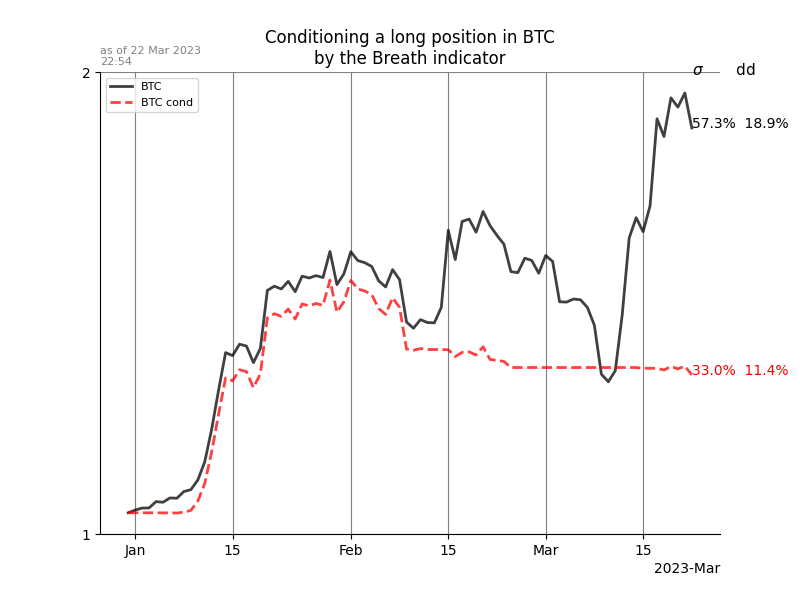 Conditioning a long position in BTC
by the Breath indicator
as of 22 Mar 2023
22:54
σ dd
2
BTC
BTC cond
57.3% 18.9%
33.0% 11.4%
1
Jan 15 Feb 15 Mar 15
2023-Mar